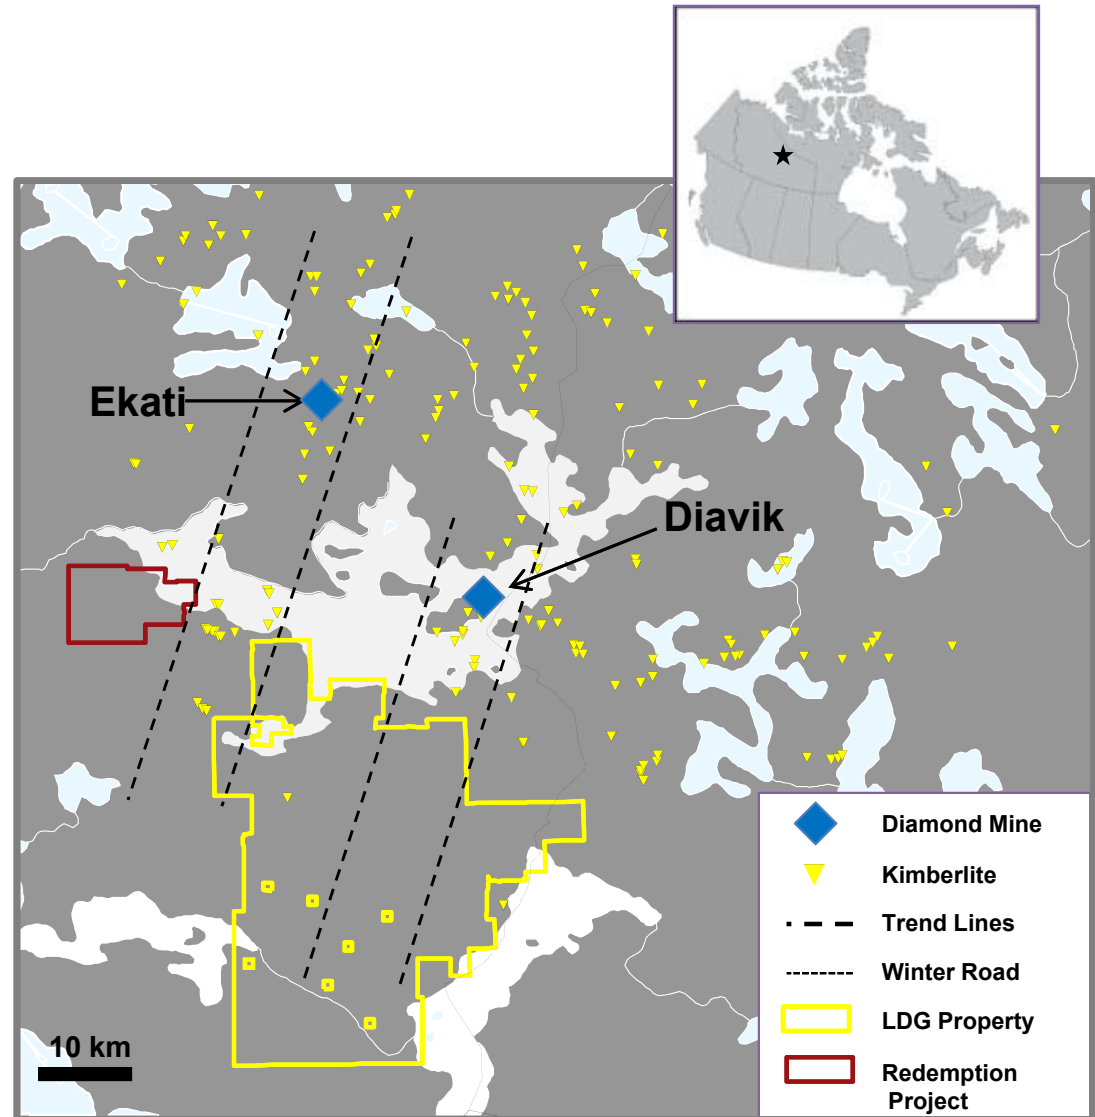 Ekati
Diavik
10 km
Diamond Mine
Kimberlite
Trend Lines
Winter Road
LDG Property
Redemption
Project